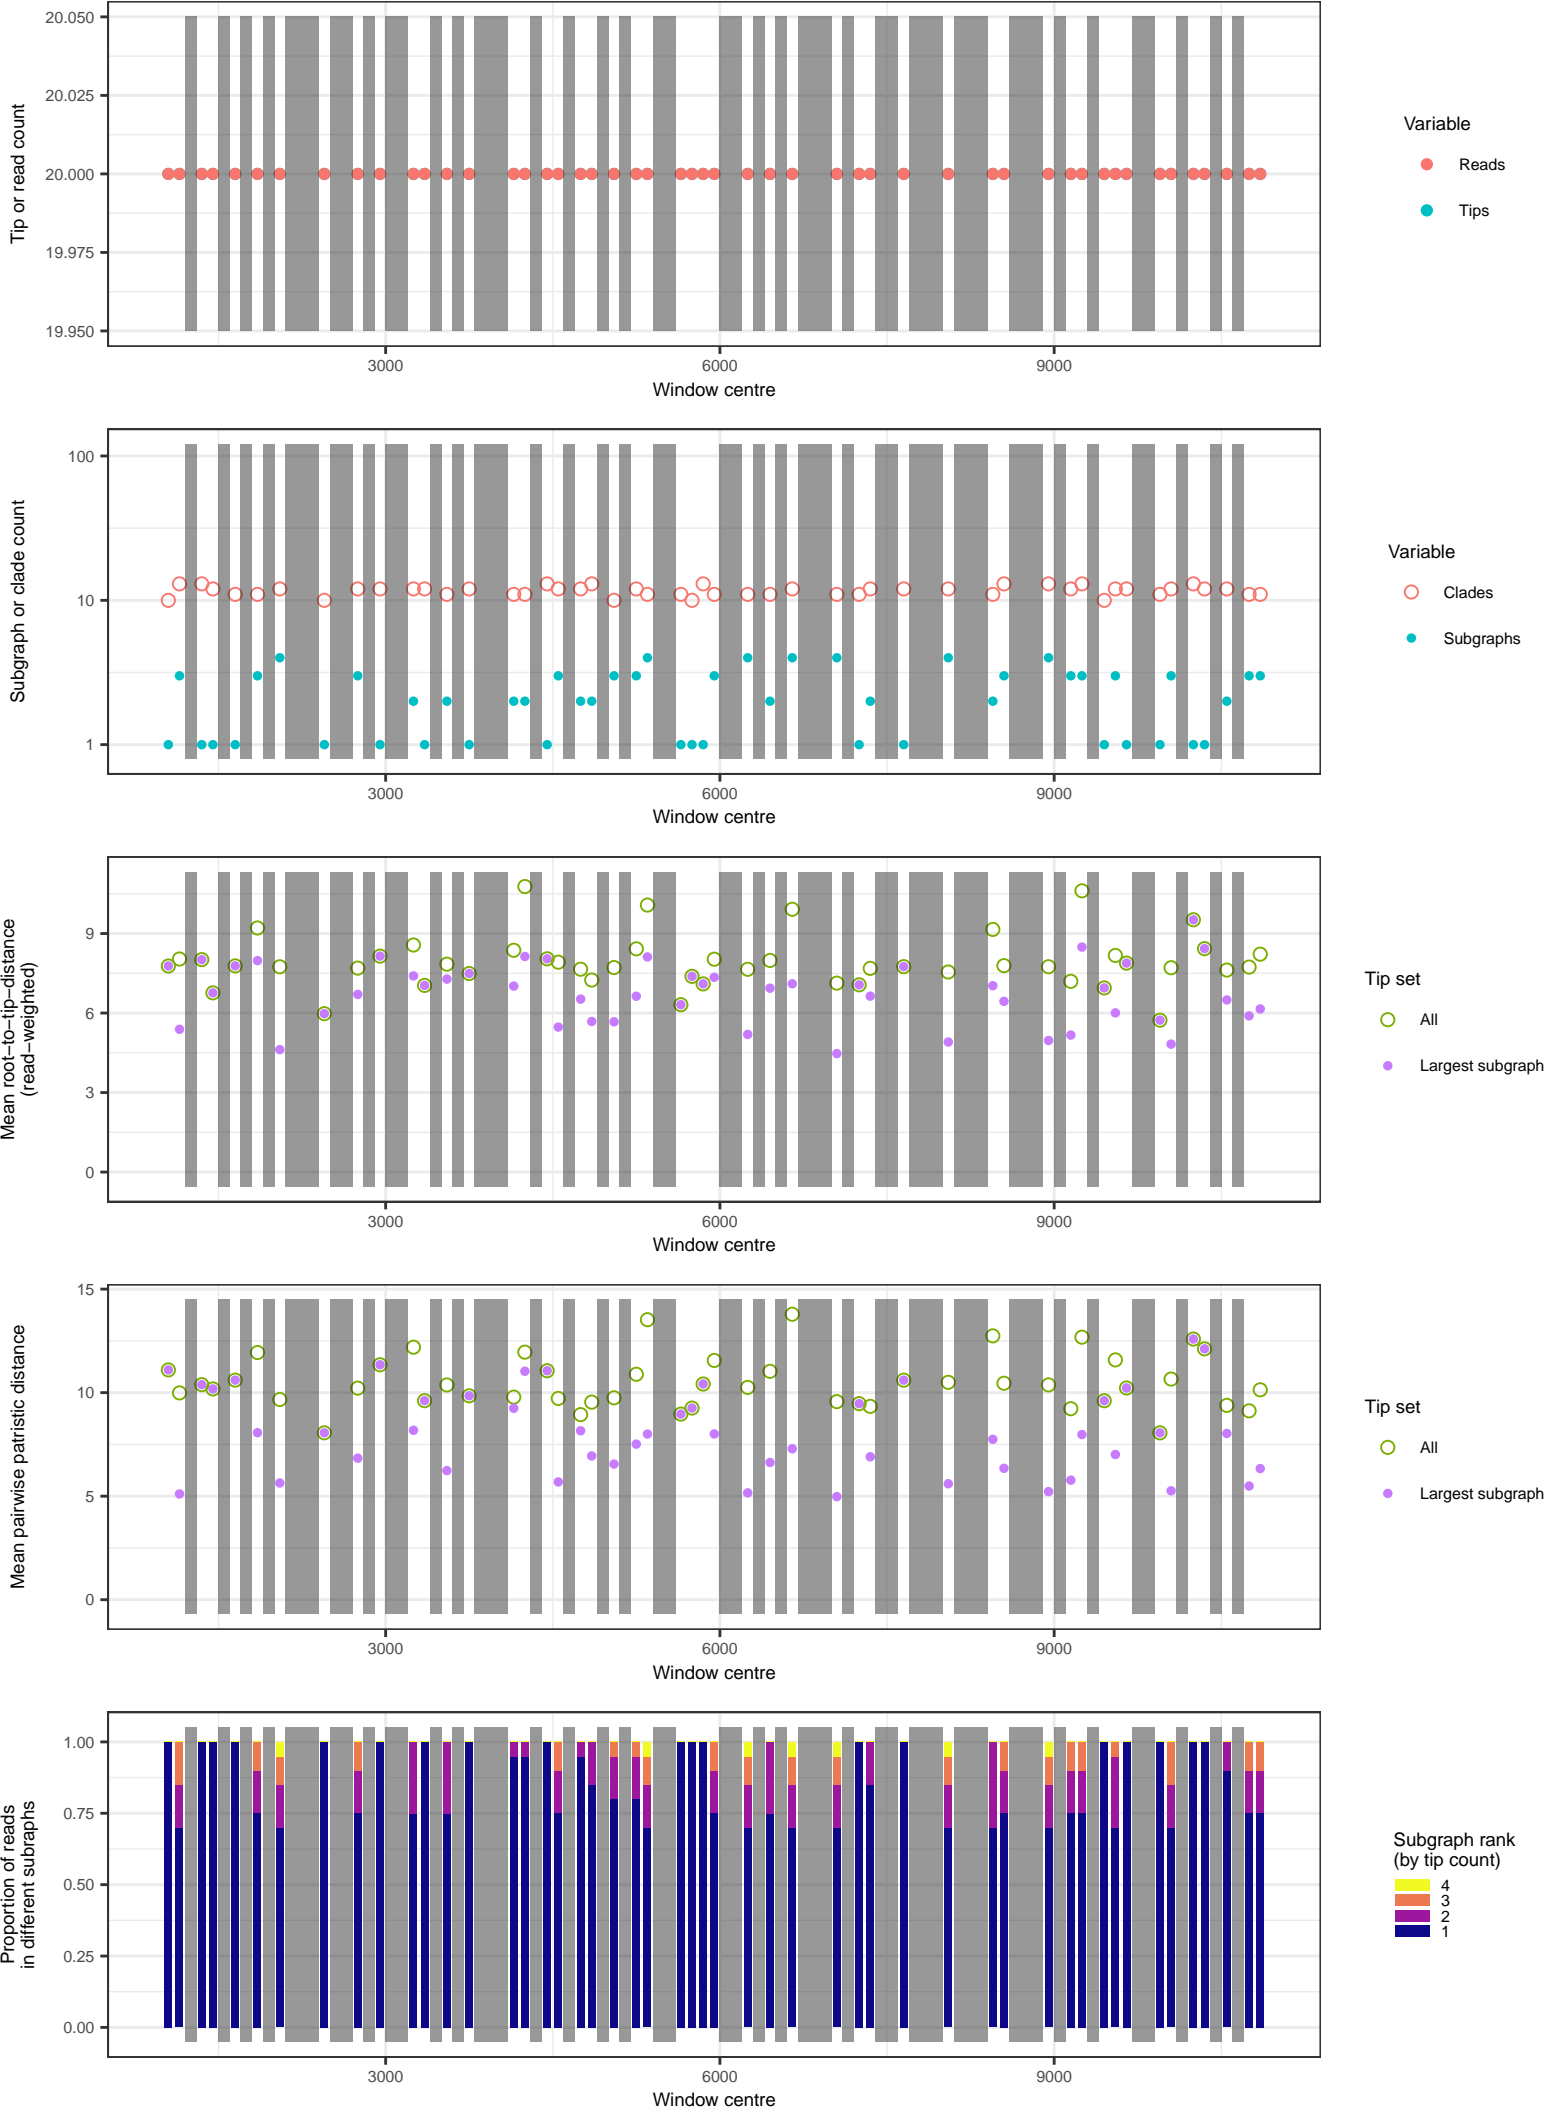 20.050
20.025
20.000
19.975
19.950
Tip or read count
3000
6000
9000
Window centre
Variable
Reads
Tips
100
10
1
Subgraph or clade count
3000
6000
9000
Window centre
Variable
Clades
Subgraphs
9
6
3
0
Mean root−to−tip−distance
(read−weighted)
3000
6000
9000
Window centre
Tip set
All
Largest subgraph
15
10
5
0
Mean pairwise patristic distance
3000
6000
9000
Window centre
Tip set
All
Largest subgraph
1.00
0.75
0.50
0.25
0.00
Proportion of reads
in different subraphs
3000
6000
9000
Window centre
Subgraph rank
(by tip count)
4
3
2
1